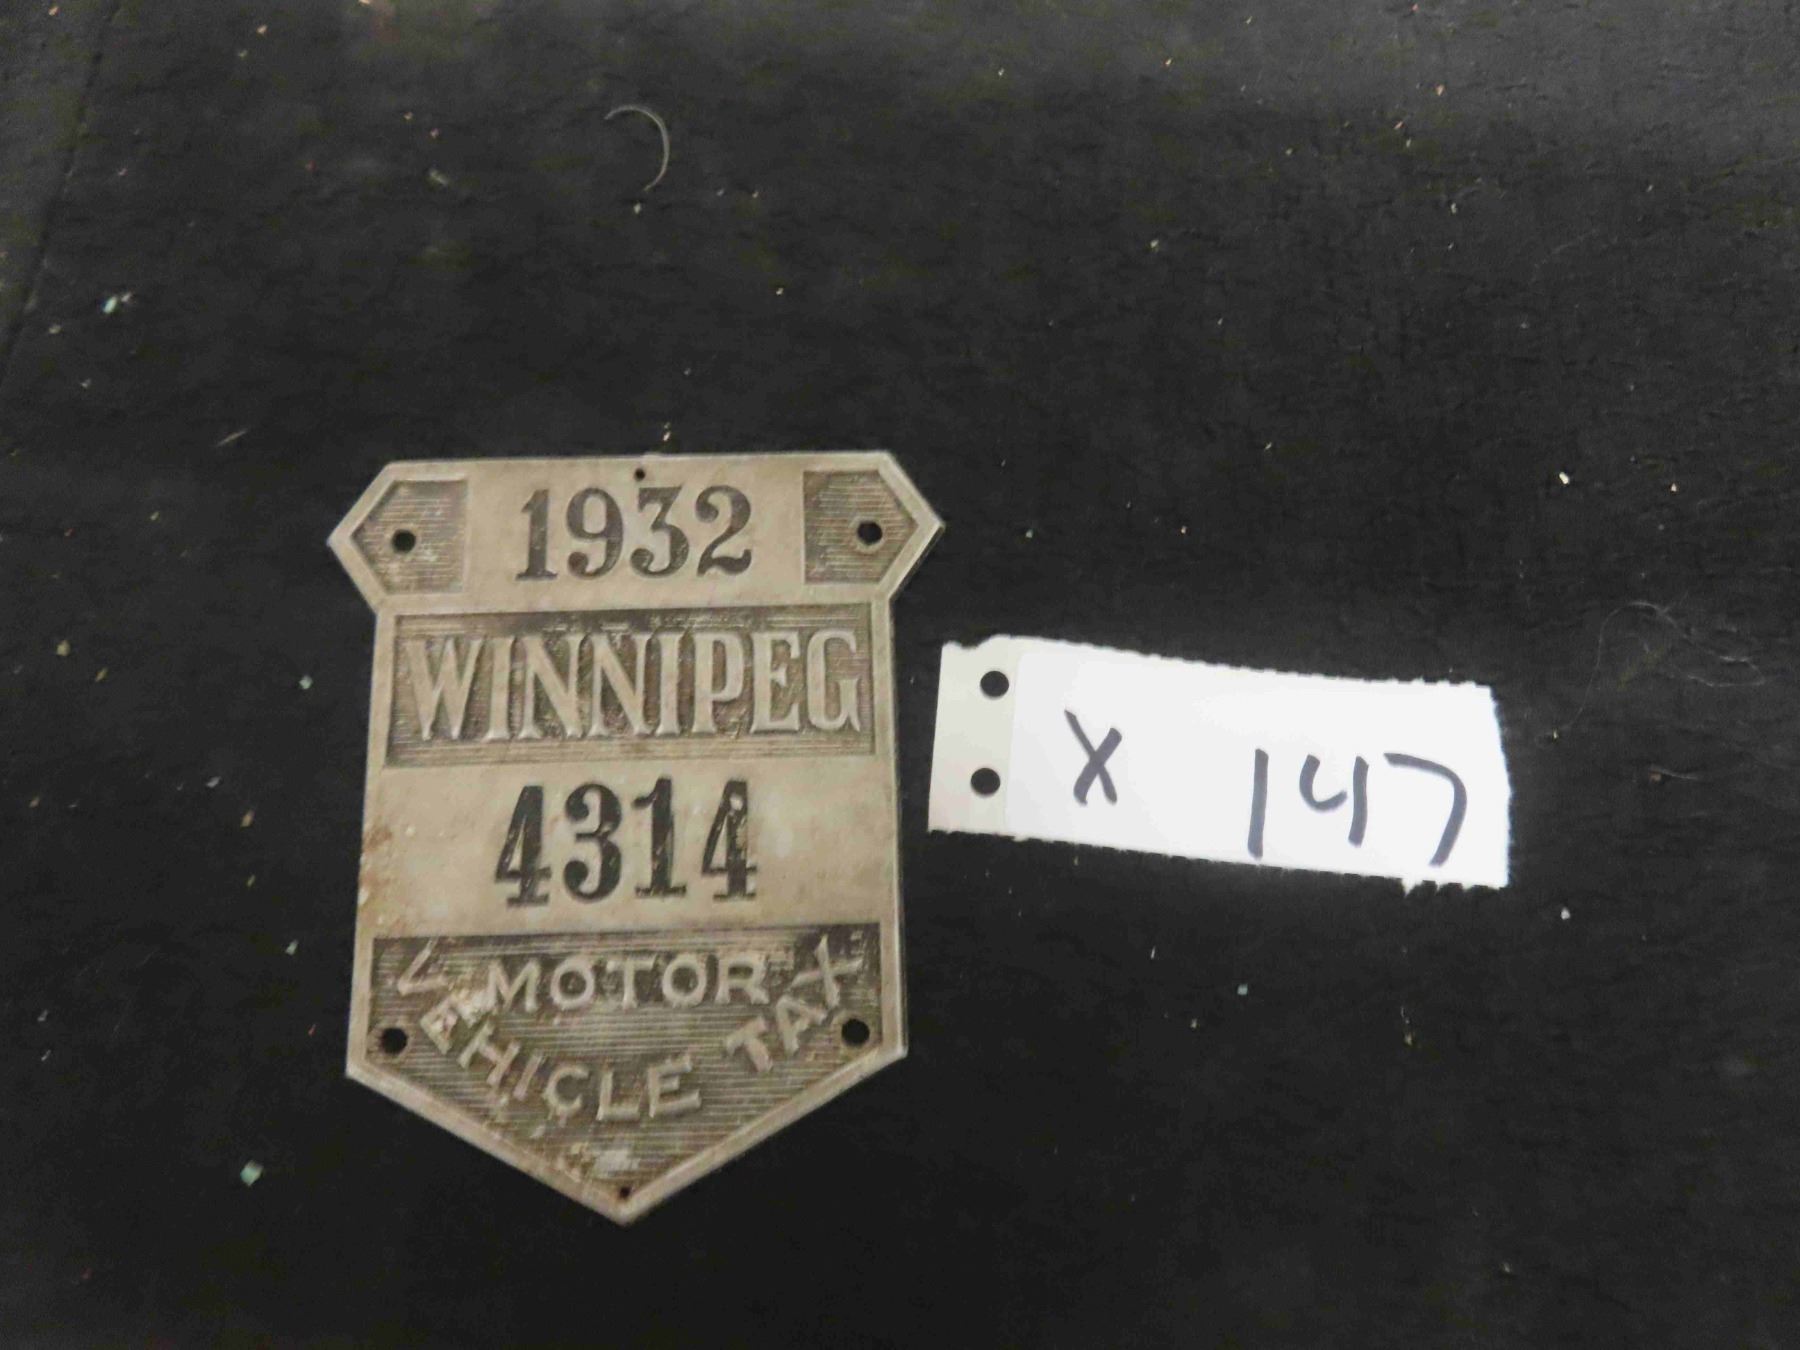 1932
WINNIPEG
4314
MOTOR
VEHICLE TAX
X 147